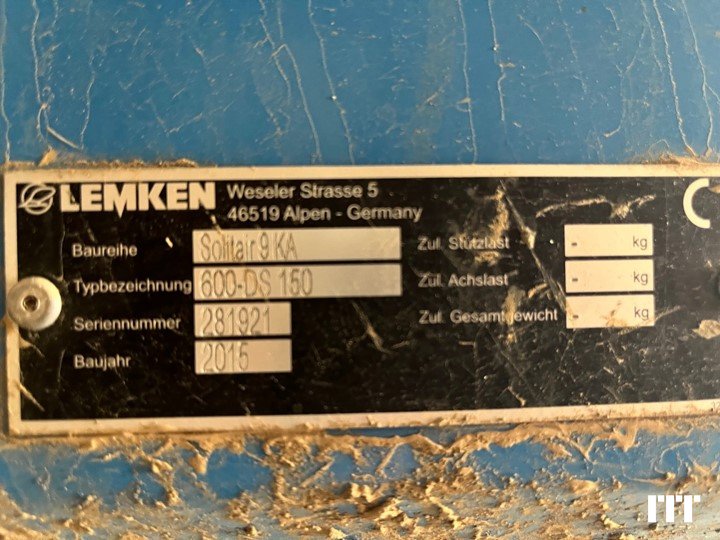 LEMKEN Weseler Strasse 5
46519 Alpen - Germany
Baureihe Solitair 9 KA Zul. Stützlast - kg
Typbezeichnung 600-DS 150 Zul. Achslast - kg
Seriennummer 281921 Zul. Gesamtgewicht - kg
Baujahr 2015